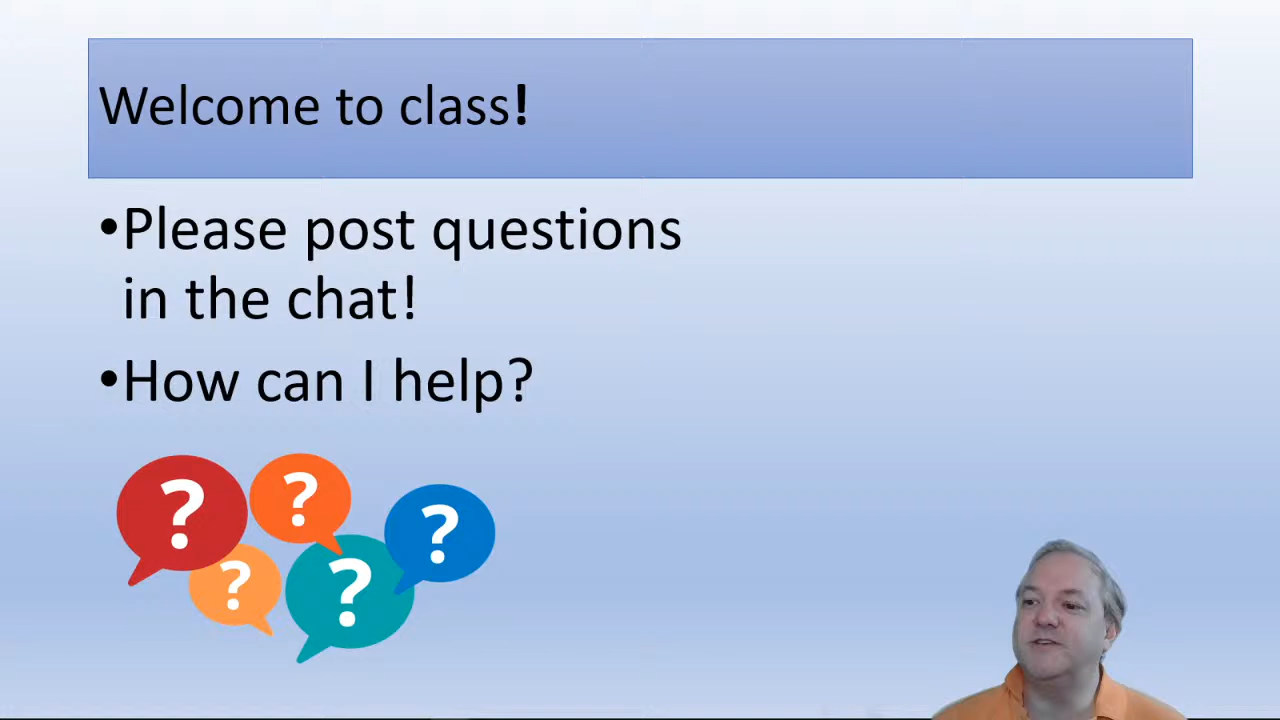 Welcome to class!
•Please post questions
in the chat!
•How can I help?
? ? ? ? ?